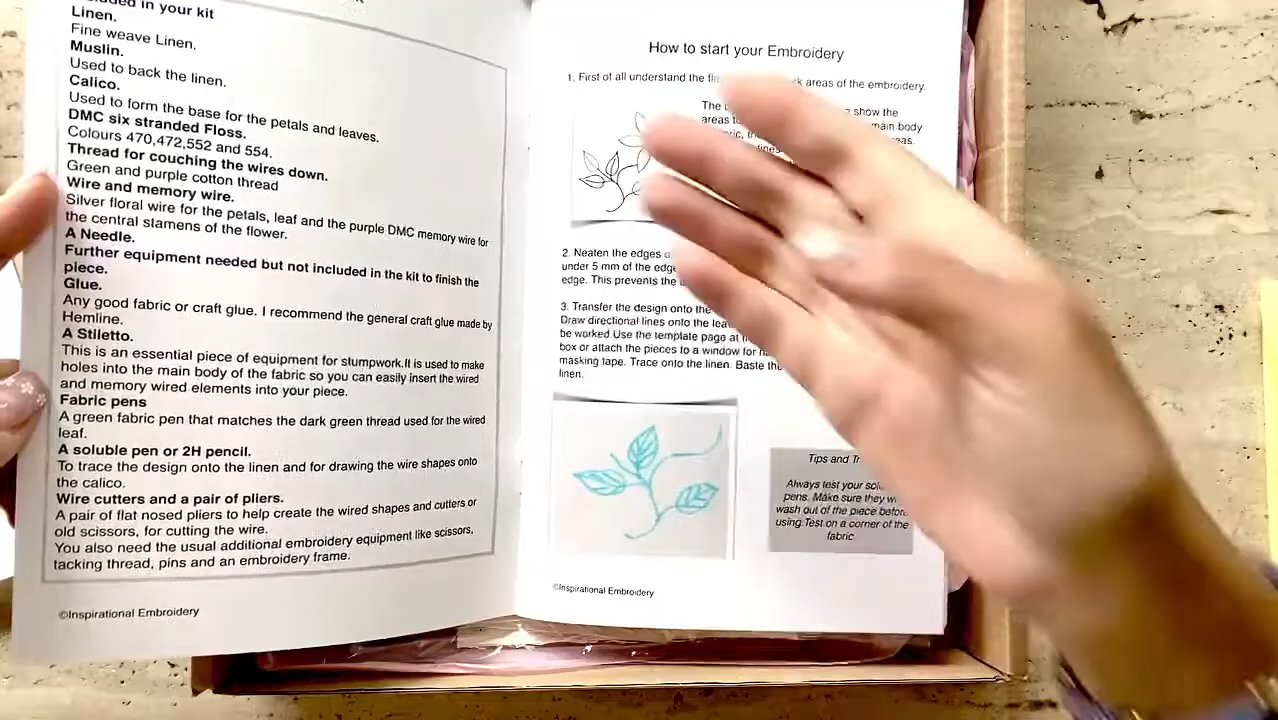 in your kit
Linen.
Fine weave Linen.
Muslin.
Used to back the linen.
Calico.
Used to form the base for the petals and leaves.
DMC six stranded Floss.
Colours 470,472,552 and 554.
Thread for couching the wires down.
Green and purple cotton thread
Wire and memory wire.
Silver floral wire for the petals, leaf and the purple DMC memory wire for
the central stamens of the flower.
A Needle.
Further equipment needed but not included in the kit to finish the
piece.
Glue.
Any good fabric or craft glue. I recommend the general craft glue made by
Hemline.
A Stiletto.
This is an essential piece of equipment for stumpwork.It is used to make
holes into the main body of the fabric so you can easily insert the wired
and memory wired elements into your piece.
Fabric pens
A green fabric pen that matches the dark green thread used for the wired
leaf.
A soluble pen or 2H pencil.
To trace the design onto the linen and for drawing the wire shapes onto
the calico.
Wire cutters and a pair of pliers.
A pair of flat nosed pliers to help create the wired shapes and cutters or
old scissors, for cutting the wire.
You also need the usual additional embroidery equipment like scissors,
tacking thread, pins and an embroidery frame.
©Inspirational Embroidery
How to start your Embroidery
1. First of all understand the areas of the embroidery.
The show the
areas main body
2. Neaten the edges
under 5 mm of the edge
edge. This prevents the
3. Transfer the design onto the
Draw directional lines onto the
be worked.Use the template page at
box or attach the pieces to a window for
masking tape. Trace onto the linen. Baste the
linen.
Tips and
Always test your
pens. Make sure they
wash out of the piece before
using.Test on a corner of the
fabric
©Inspirational Embroidery